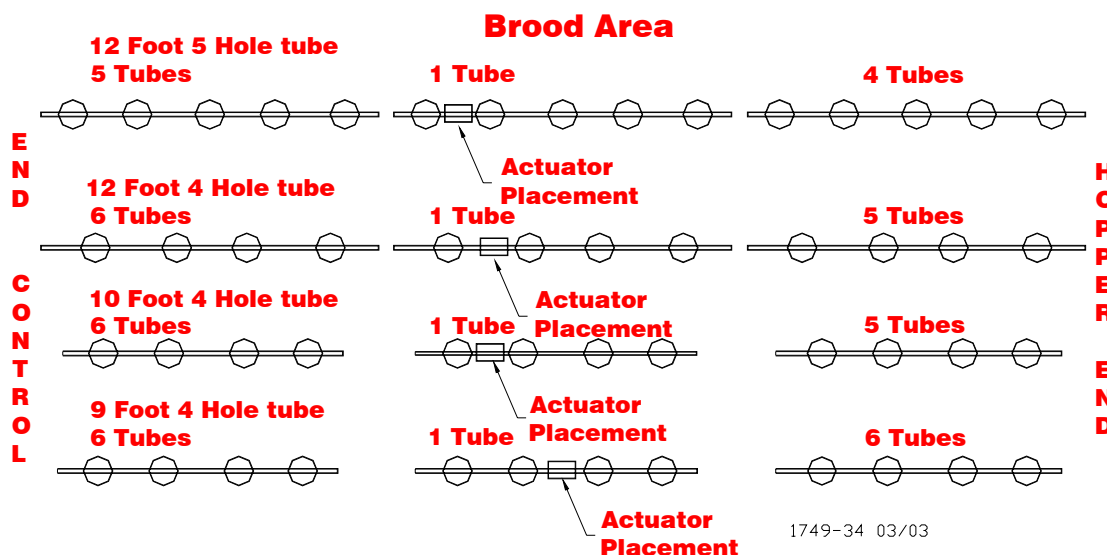 Brood Area
12 Foot 5 Hole tube
5 Tubes
1 Tube
4 Tubes
Actuator
Placement
12 Foot 4 Hole tube
6 Tubes
1 Tube
5 Tubes
Actuator
Placement
10 Foot 4 Hole tube
6 Tubes
1 Tube
5 Tubes
Actuator
Placement
9 Foot 4 Hole tube
6 Tubes
1 Tube
6 Tubes
Actuator
Placement
END CONTROL
HOPPER END
1749-34 03/03